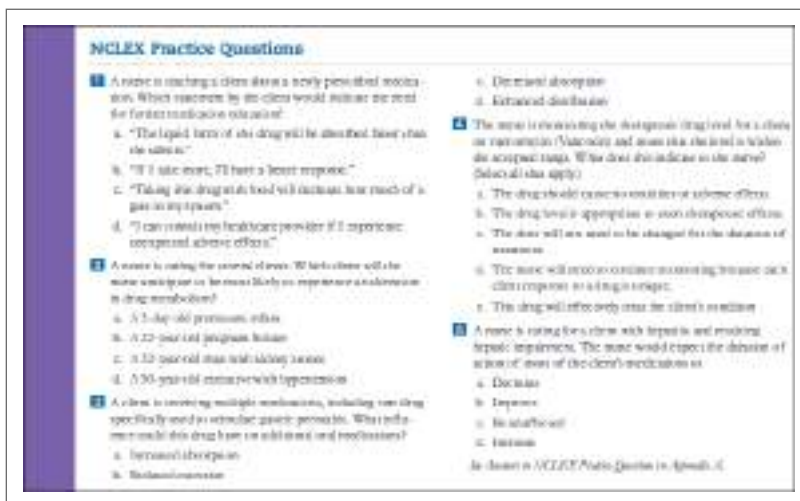 NCLEX Practice Questions
1 A nurse is teaching a client about a newly prescribed medica-
tion. Which statement by the client would indicate the need
for further medication education?
a. "The liquid form of the drug will be absorbed faster than
the tablets."
b. "If I take more, I'll have a better response."
c. "Taking this drug with food will decrease how much of it
gets in my system."
d. "I can consult my healthcare provider if I experience
unexpected adverse effects."
2 A nurse is caring for several clients. Which client will the
nurse anticipate to be most likely to experience an alteration
in drug metabolism?
a. A 3-day-old premature infant
b. A 22-year-old pregnant female
c. A 32-year-old man with kidney
d. A 50-year-old executive with hypertension
3 A client is receiving multiple medications, including one drug
specifically used to stimulate gastric peristalsis. What influ-
ence could this drug have on additional oral medications?
a. Increased absorption
b. Reduced excretion
c. Decreased absorption
d. Enhanced distribution
4 The nurse is monitoring the therapeutic drug level for a client
on vancomycin (Vancocin) and notes that the level is within
the accepted range. What does this indicate to the nurse?
(Select all that apply.)
a. The drug should cause no toxicities or adverse effects.
b. The drug level is appropriate to exert therapeutic effects.
c. The dose will not need to be changed for the duration of
treatment.
d. The nurse will need to continue monitoring because each
client response to a drug is unique.
e. This drug will effectively treat the client's condition
5 A nurse is caring for a client with hepatitis and resulting
hepatic impairment. The nurse would expect the duration of
action of most of the client's medications to
a. Decrease
b. Improve
c. Be unaffected
d. Increase
See Answers to NCLEX Practice Questions in Appendix A.